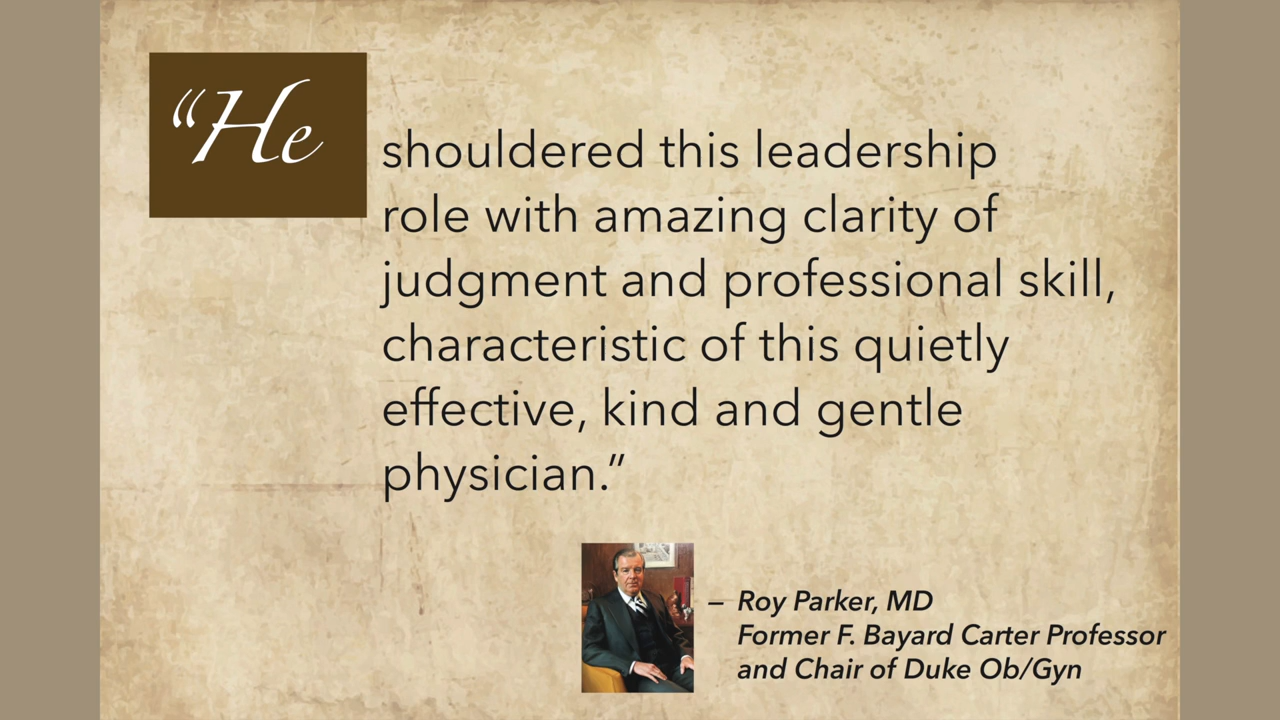 “He
shouldered this leadership
role with amazing clarity of
judgment and professional skill,
characteristic of this quietly
effective, kind and gentle
physician.”
– Roy Parker, MD
Former F. Bayard Carter Professor
and Chair of Duke Ob/Gyn